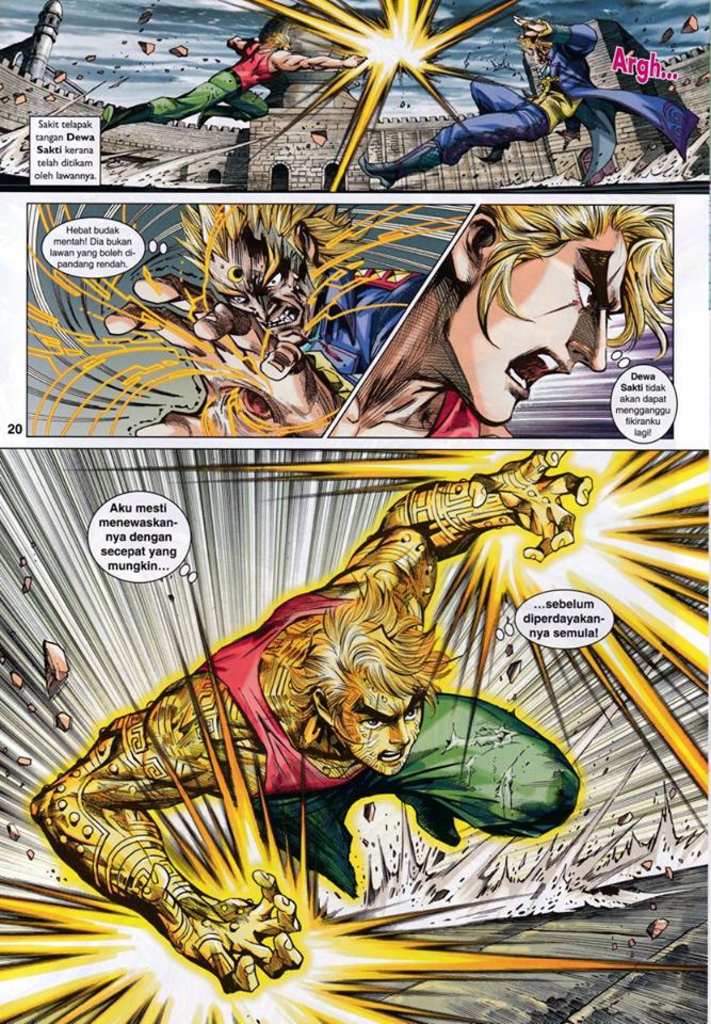 Argh...
Sakit telapak
tangan Dewa
Sakti kerana
telah ditikam
oleh lawannya.
Hebat budak
mentah! Dia bukan
lawan yang boleh di-
pandang rendah.
Dewa
Sakti tidak
akan dapat
mengganggu
fikiranku
lagi!
20
Aku mesti
menewaskan-
nya dengan
secepat yang
mungkin...
...sebelum
diperdayakan-
nya semula!